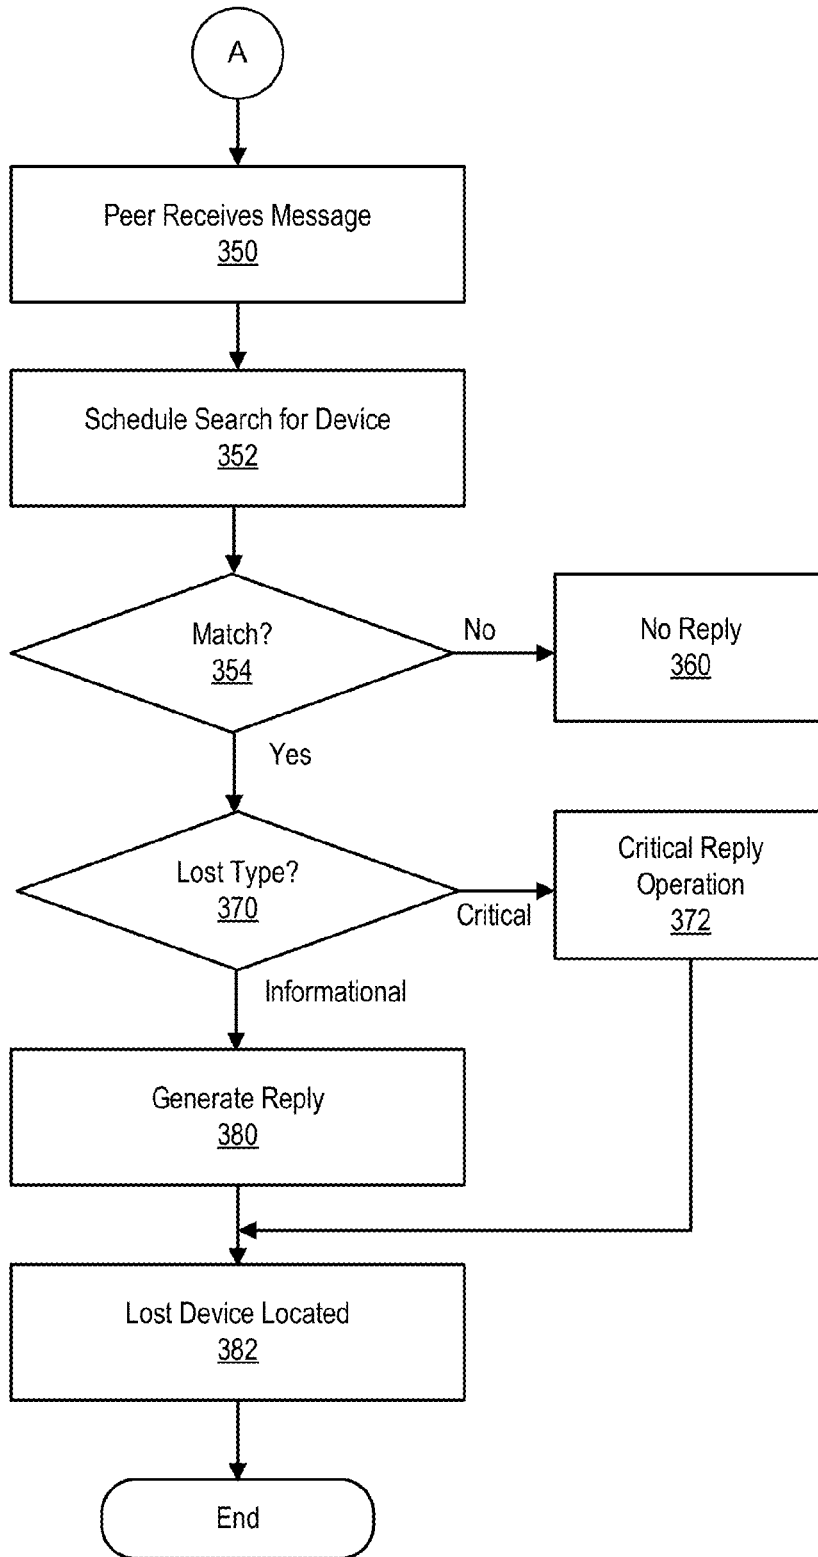 A
Peer Receives Message
350
Schedule Search for Device
352
Match?
354
No
No Reply
360
Yes
Lost Type?
370
Critical
Critical Reply
Operation
372
Informational
Generate Reply
380
Lost Device Located
382
End